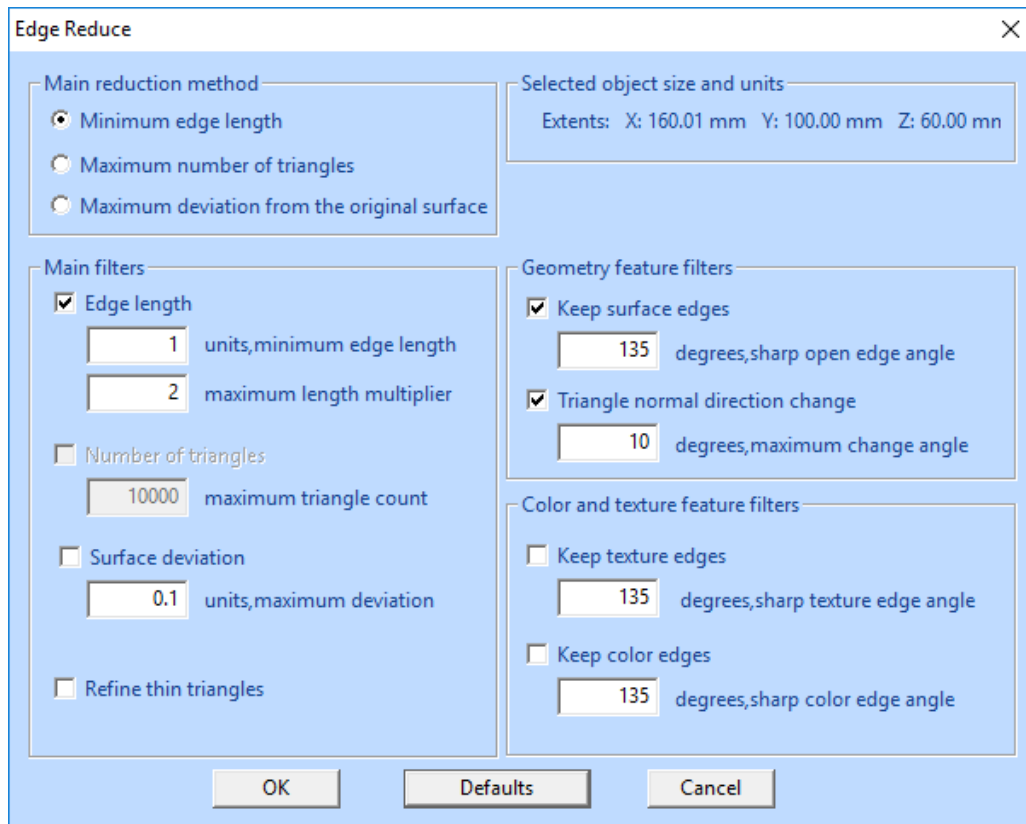 Edge Reduce
Main reduction method
Minimum edge length
Maximum number of triangles
Maximum deviation from the original surface
Selected object size and units
Extents: X: 160.01 mm Y: 100.00 mm Z: 60.00 mm
Main filters
Edge length
1 units,minimum edge length
2 maximum length multiplier
Number of triangles
10000 maximum triangle count
Surface deviation
0.1 units,maximum deviation
Refine thin triangles
Geometry feature filters
Keep surface edges
135 degrees,sharp open edge angle
Triangle normal direction change
10 degrees,maximum change angle
Color and texture feature filters
Keep texture edges
135 degrees,sharp texture edge angle
Keep color edges
135 degrees,sharp color edge angle
OK Defaults Cancel